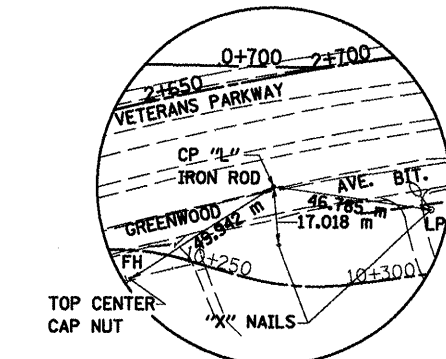 0+700
2+650 2+700
VETERANS PARKWAY
CP "L"
IRON ROD
AVE. BIT.
GREENWOOD
49.942 m
46.785 m
17.018 m
LP
FH
10+250
10+300
TOP CENTER
CAP NUT
"X" NAILS